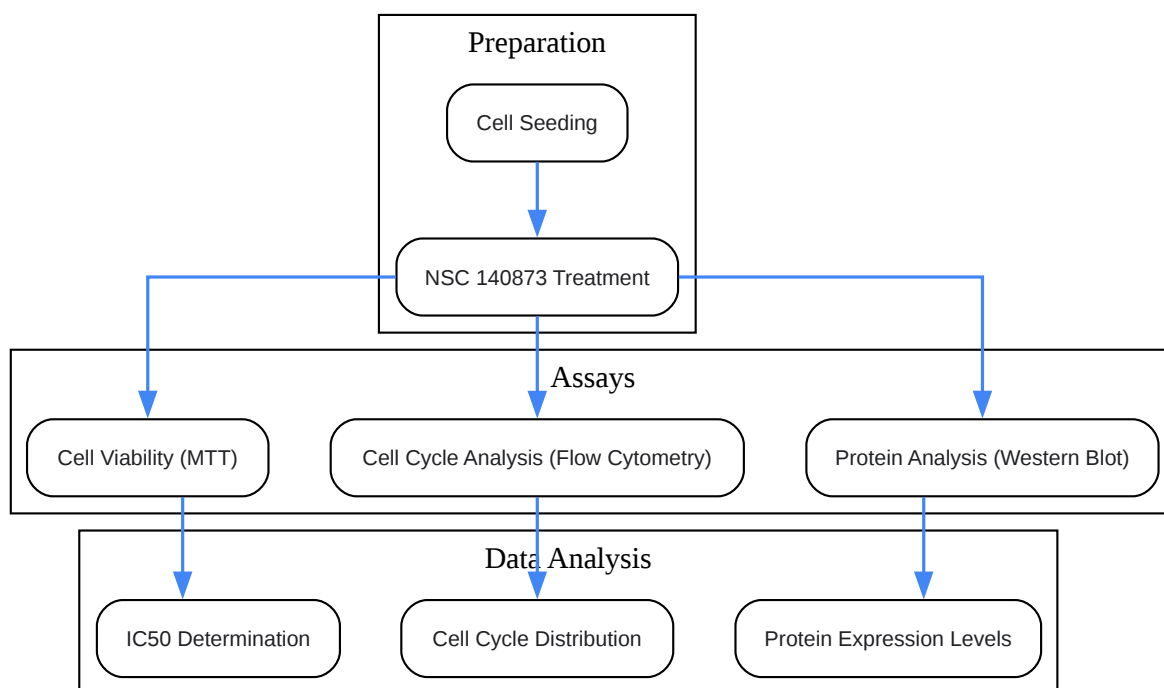 Preparation
Cell Seeding
NSC 140873 Treatment
Assays
Cell Viability (MTT)
Cell Cycle Analysis (Flow Cytometry)
Protein Analysis (Western Blot)
Data Analysis
IC50 Determination
Cell Cycle Distribution
Protein Expression Levels